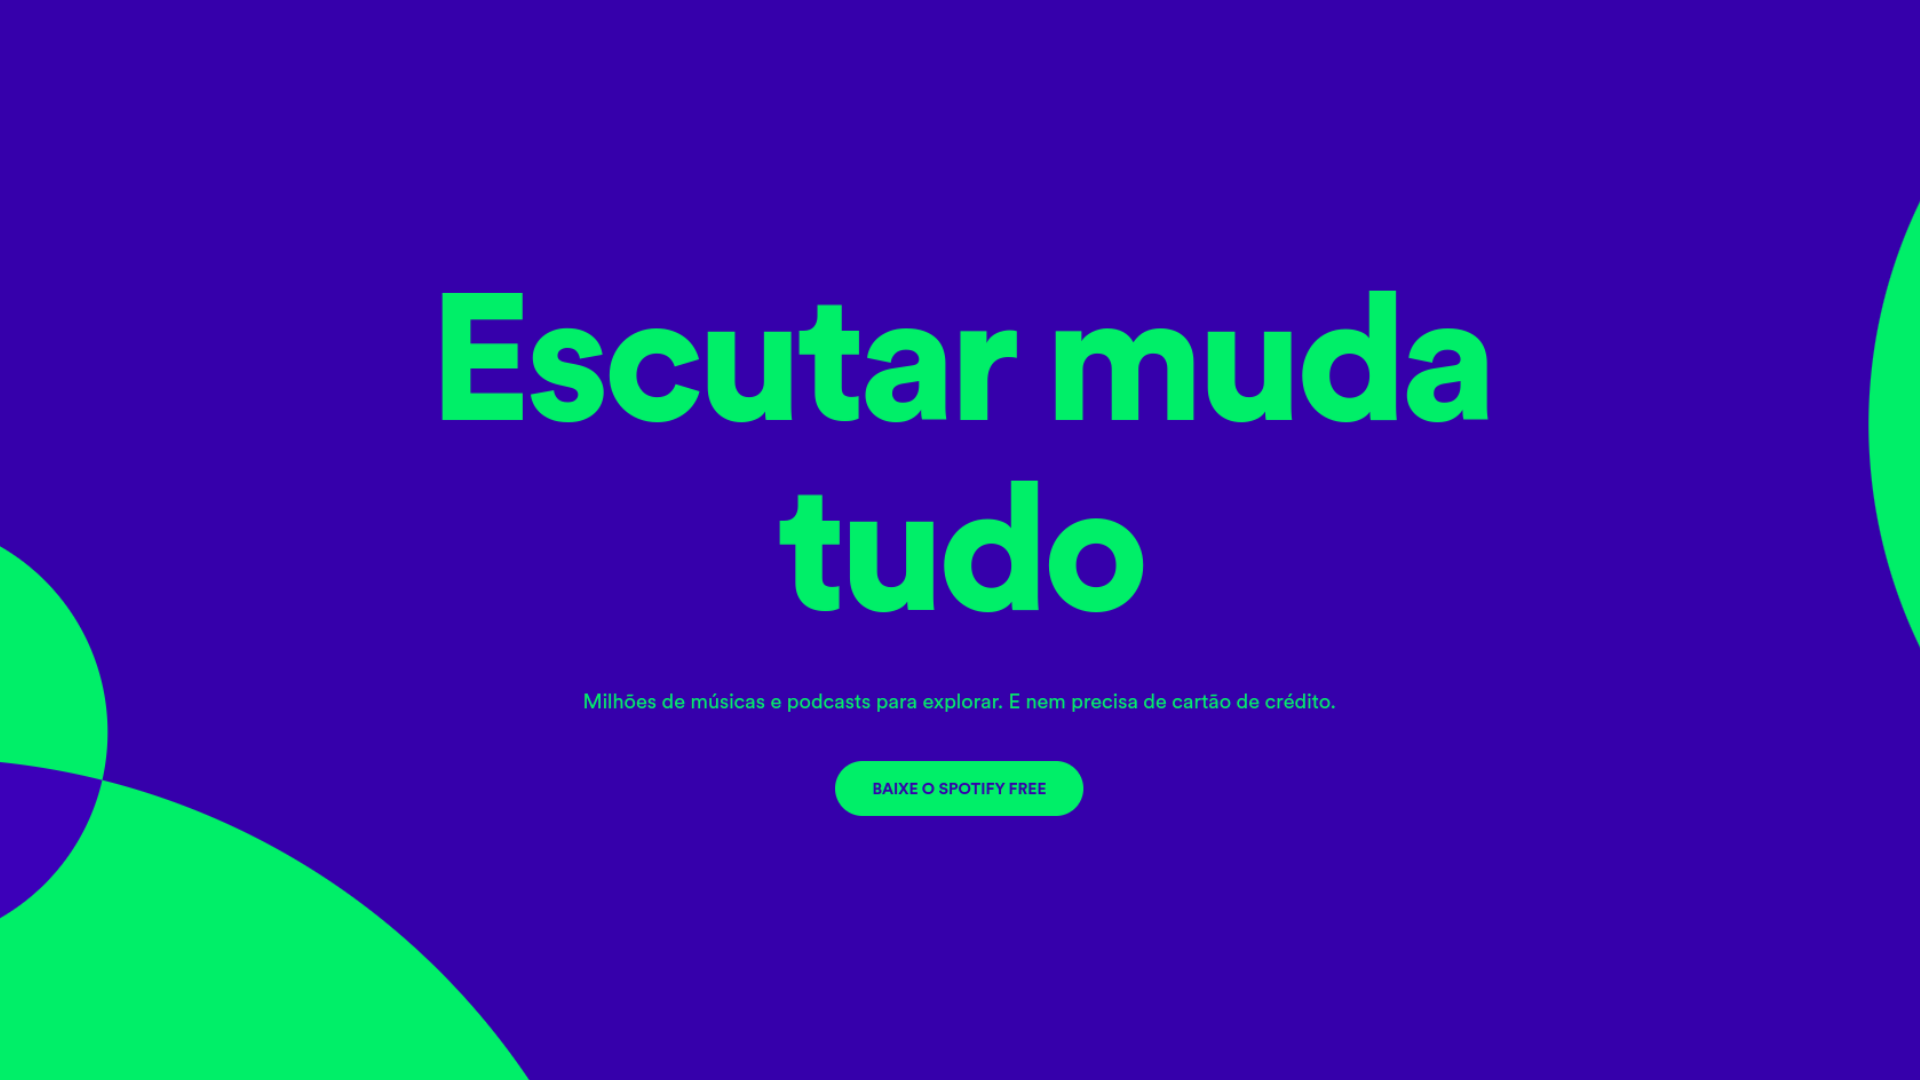 Escutar muda
tudo
Milhões de músicas e podcasts para explorar. E nem precisa de cartão de crédito.
BAIXE O SPOTIFY FREE